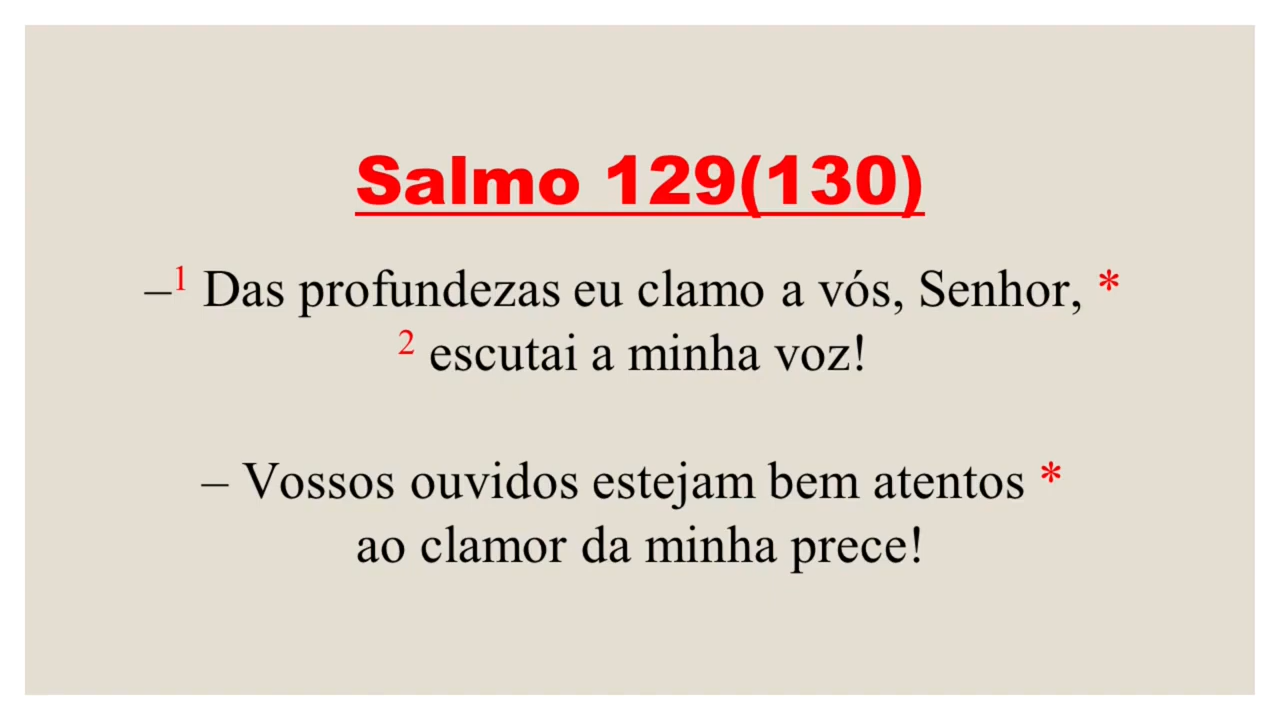 Salmo 129(130)
–1 Das profundezas eu clamo a vós, Senhor, *
2 escutai a minha voz!
– Vossos ouvidos estejam bem atentos *
ao clamor da minha prece!